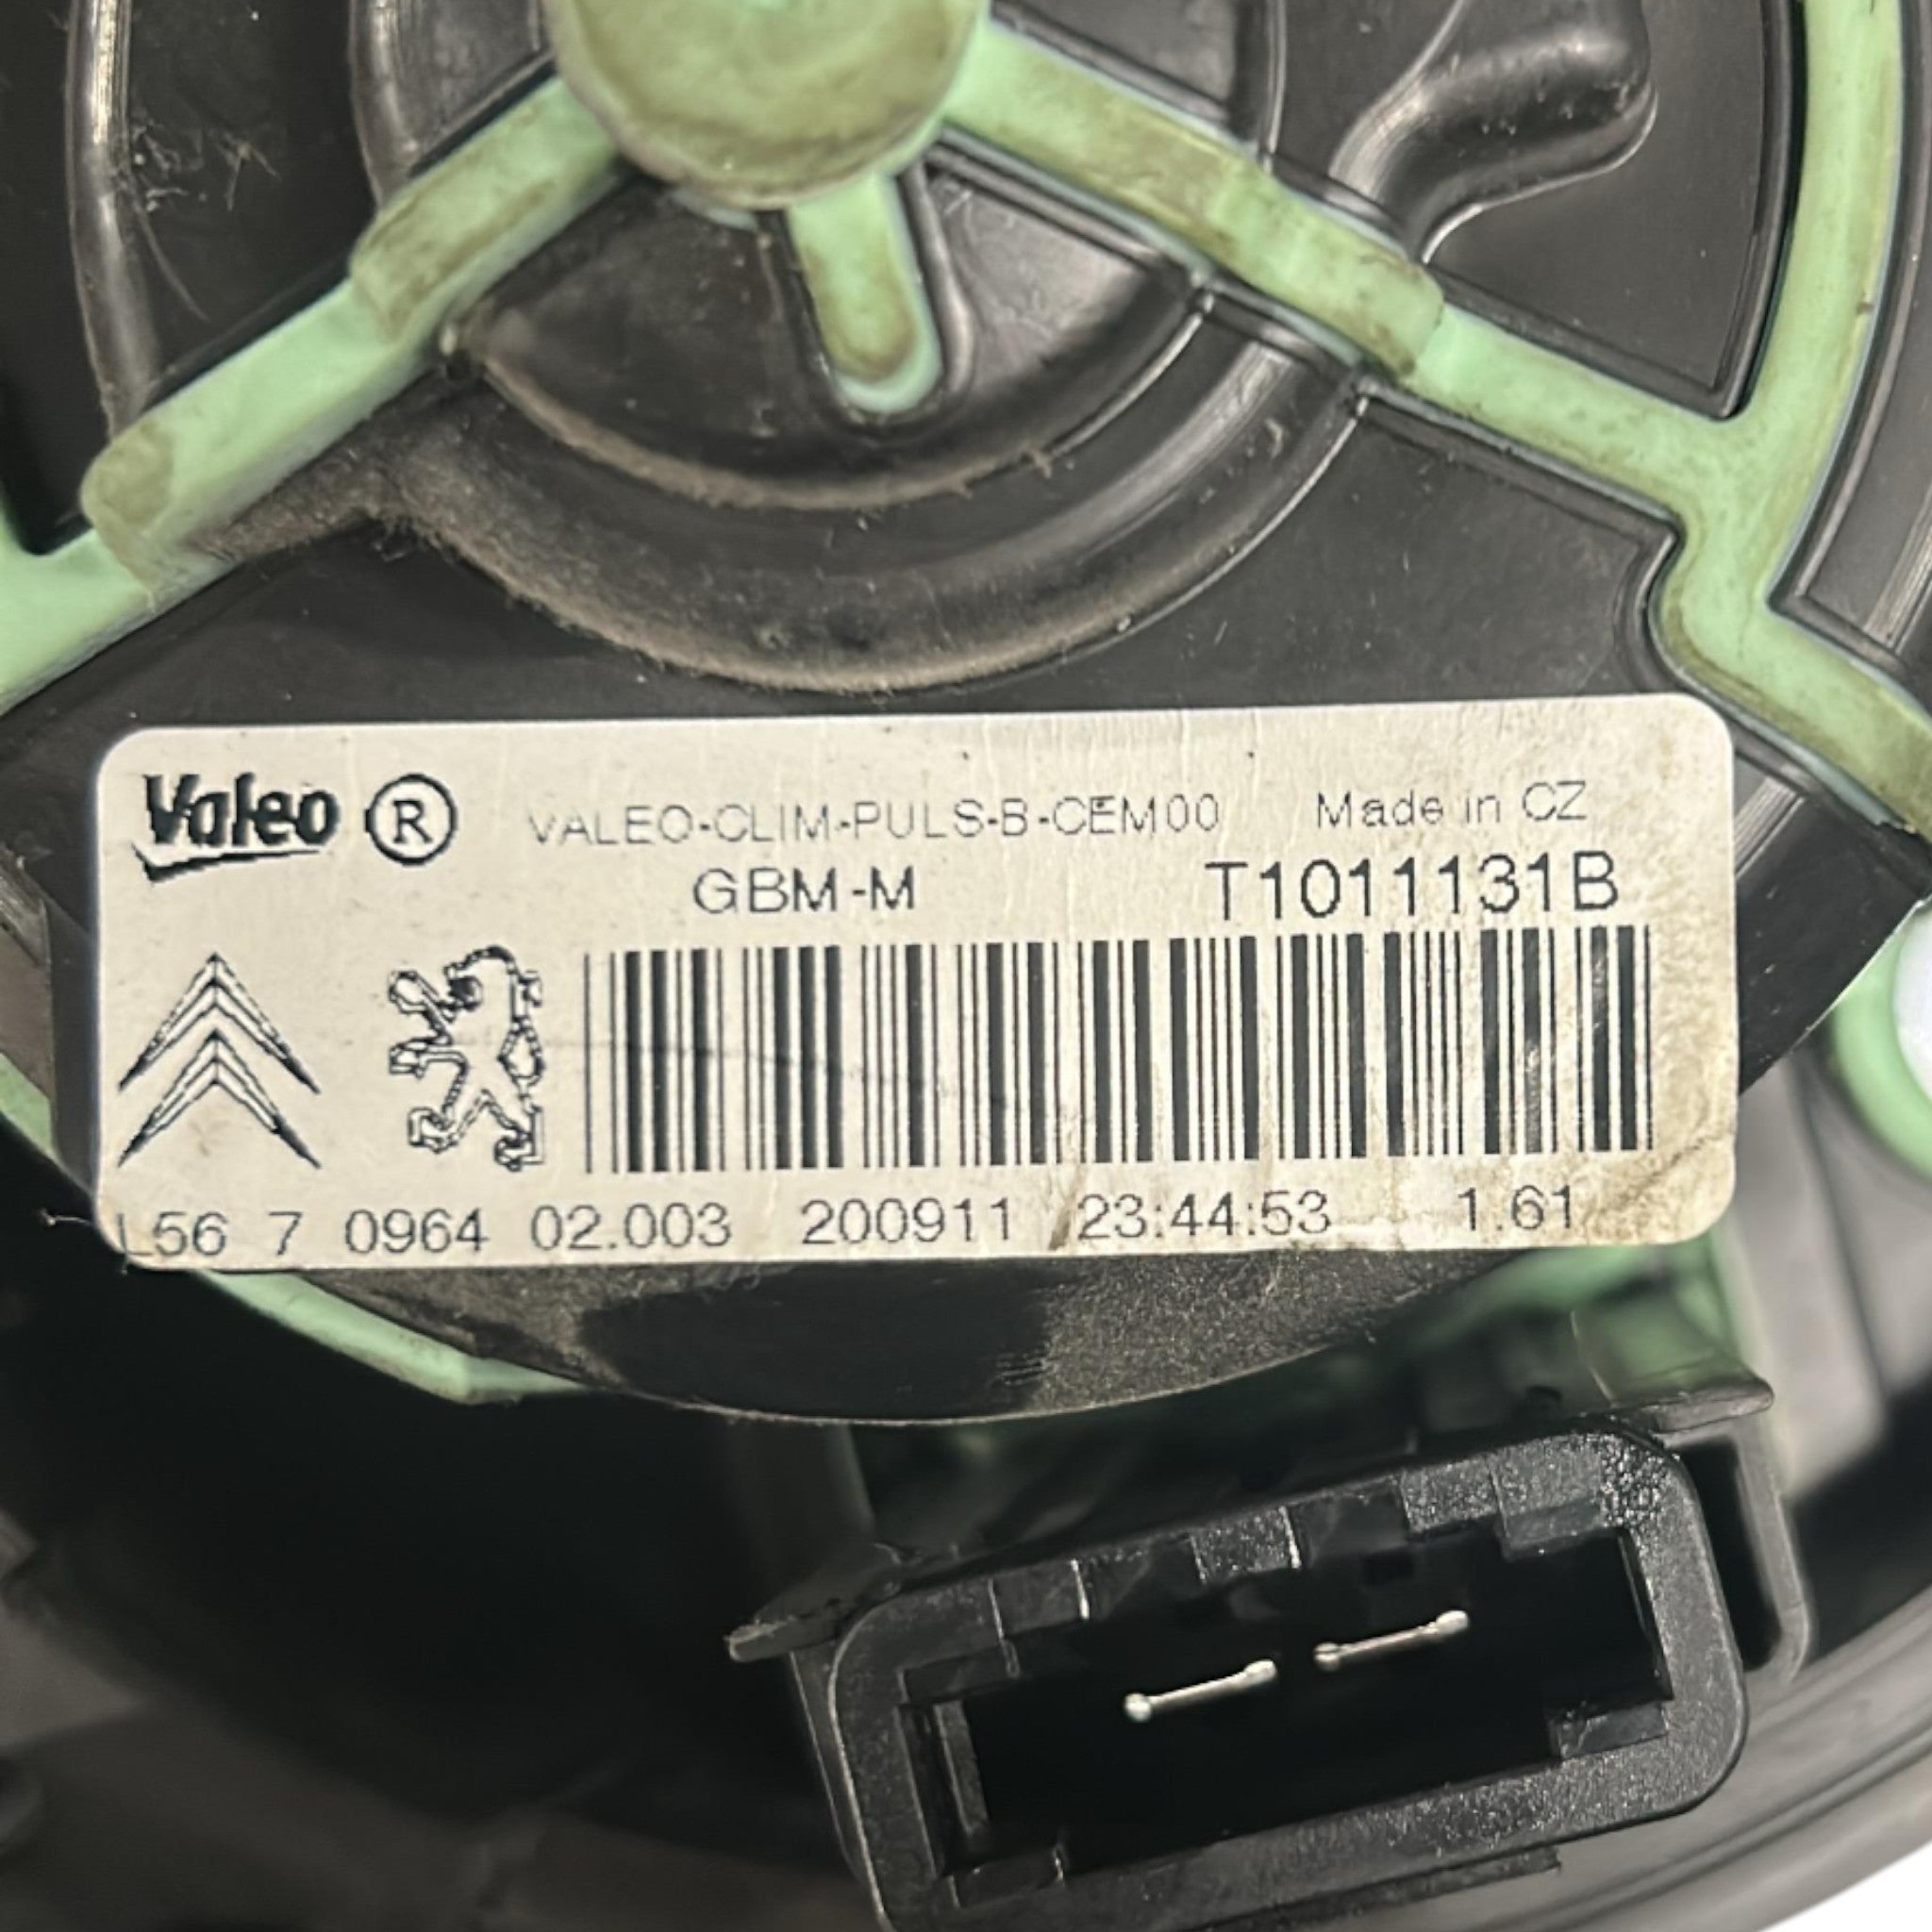 Valeo ® VALEO-CLIM-PULS-B-CEM00 Made in CZ
GBM-M T1011131B
L56 7 0964 02.003 200911 23:44:53 1.61